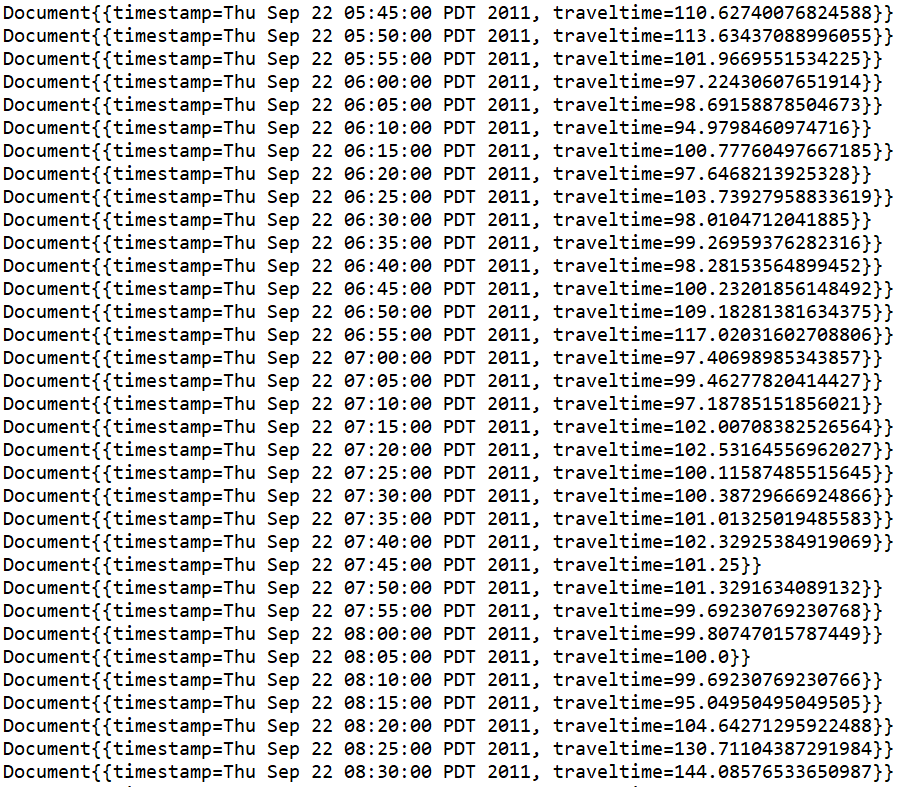 Document{{timestamp=Thu Sep 22 05:45:00 PDT 2011, traveltime=110.62740076824588}}
Document{{timestamp=Thu Sep 22 05:50:00 PDT 2011, traveltime=113.63437088996055}}
Document{{timestamp=Thu Sep 22 05:55:00 PDT 2011, traveltime=101.9669551534225}}
Document{{timestamp=Thu Sep 22 06:00:00 PDT 2011, traveltime=97.22430607651914}}
Document{{timestamp=Thu Sep 22 06:05:00 PDT 2011, traveltime=98.69158878504673}}
Document{{timestamp=Thu Sep 22 06:10:00 PDT 2011, traveltime=94.9798460974716}}
Document{{timestamp=Thu Sep 22 06:15:00 PDT 2011, traveltime=100.77760497667185}}
Document{{timestamp=Thu Sep 22 06:20:00 PDT 2011, traveltime=97.6468213925328}}
Document{{timestamp=Thu Sep 22 06:25:00 PDT 2011, traveltime=103.73927958833619}}
Document{{timestamp=Thu Sep 22 06:30:00 PDT 2011, traveltime=98.0104712041885}}
Document{{timestamp=Thu Sep 22 06:35:00 PDT 2011, traveltime=99.26959376282316}}
Document{{timestamp=Thu Sep 22 06:40:00 PDT 2011, traveltime=98.28153564899452}}
Document{{timestamp=Thu Sep 22 06:45:00 PDT 2011, traveltime=100.23201856148492}}
Document{{timestamp=Thu Sep 22 06:50:00 PDT 2011, traveltime=109.18281381634375}}
Document{{timestamp=Thu Sep 22 06:55:00 PDT 2011, traveltime=117.02031602708806}}
Document{{timestamp=Thu Sep 22 07:00:00 PDT 2011, traveltime=97.40698985343857}}
Document{{timestamp=Thu Sep 22 07:05:00 PDT 2011, traveltime=99.46277820414427}}
Document{{timestamp=Thu Sep 22 07:10:00 PDT 2011, traveltime=97.18785151856021}}
Document{{timestamp=Thu Sep 22 07:15:00 PDT 2011, traveltime=102.00708382526564}}
Document{{timestamp=Thu Sep 22 07:20:00 PDT 2011, traveltime=102.53164556962027}}
Document{{timestamp=Thu Sep 22 07:25:00 PDT 2011, traveltime=100.11587485515645}}
Document{{timestamp=Thu Sep 22 07:30:00 PDT 2011, traveltime=100.38729666924866}}
Document{{timestamp=Thu Sep 22 07:35:00 PDT 2011, traveltime=101.01325019485583}}
Document{{timestamp=Thu Sep 22 07:40:00 PDT 2011, traveltime=102.32925384919069}}
Document{{timestamp=Thu Sep 22 07:45:00 PDT 2011, traveltime=101.25}}
Document{{timestamp=Thu Sep 22 07:50:00 PDT 2011, traveltime=101.3291634089132}}
Document{{timestamp=Thu Sep 22 07:55:00 PDT 2011, traveltime=99.69230769230768}}
Document{{timestamp=Thu Sep 22 08:00:00 PDT 2011, traveltime=99.80747015787449}}
Document{{timestamp=Thu Sep 22 08:05:00 PDT 2011, traveltime=100.0}}
Document{{timestamp=Thu Sep 22 08:10:00 PDT 2011, traveltime=99.69230769230766}}
Document{{timestamp=Thu Sep 22 08:15:00 PDT 2011, traveltime=95.04950495049505}}
Document{{timestamp=Thu Sep 22 08:20:00 PDT 2011, traveltime=104.64271295922488}}
Document{{timestamp=Thu Sep 22 08:25:00 PDT 2011, traveltime=130.71104387291984}}
Document{{timestamp=Thu Sep 22 08:30:00 PDT 2011, traveltime=144.08576533650987}}